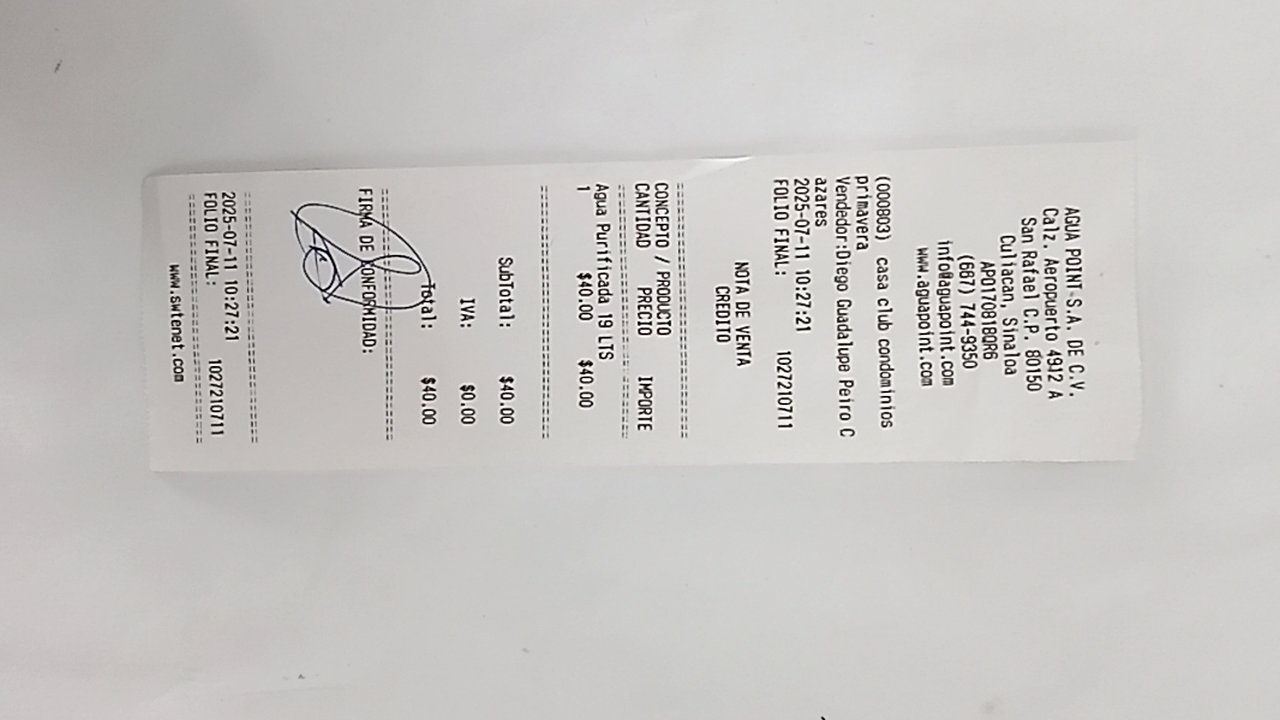 AGUA POINT S.A. DE C.V.
Calz. Aeropuerto 4912 A
San Rafael C.P. 80150
Culiacan, Sinaloa
APO1708180R6
(687) 744-9350
info@aguapoint.com
www.aguapoint.com
(000803) casa club condominios
primavera
Vendedor:Diego Guadalupe Peiro C
azares
2025-07-11 10:27:21
FOLIO FINAL: 1027210711
NOTA DE VENTA
CREDITO
CONCEPTO / PRODUCTO
CANTIDAD PRECIO IMPORTE
Agua Purificada 19 LTS
1 $40.00 $40.00
SubTotal: $40.00
IVA: $0.00
Total: $40.00
FIRMA DE CONFORMIDAD:
2025-07-11 10:27:21
FOLIO FINAL: 1027210711
www.swtenet.com